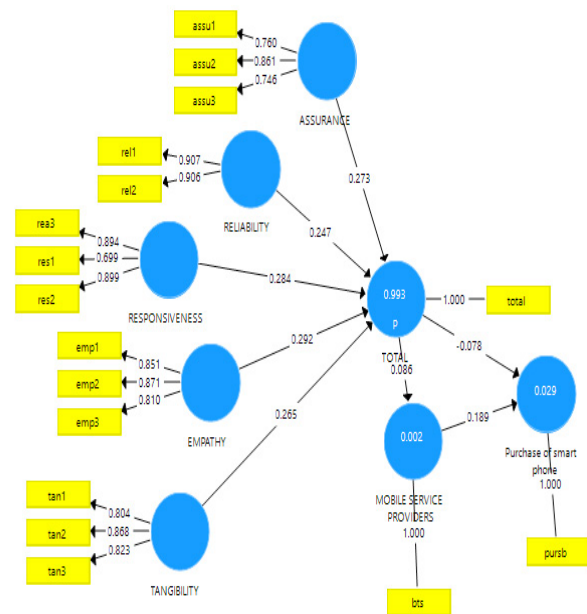 assu1
0.760
assu2
0.861
assu3
0.746
ASSURANCE
rel1
0.907
rel2
0.906
RELIABILITY
0.273
0.247
rea3
0.894
res1
0.699
res2
0.899
RESPONSIVENESS
0.284
0.993
p
TOTAL
1.000
total
emp1
0.851
emp2
0.871
emp3
0.810
EMPATHY
0.292
-0.078
0.086
0.265
0.029
Purchase of smart
phone
0.189
0.002
MOBILE SERVICE
PROVIDERS
1.000
1.000
tan1
0.804
tan2
0.868
tan3
0.823
TANGIBILITY
pursb
bts